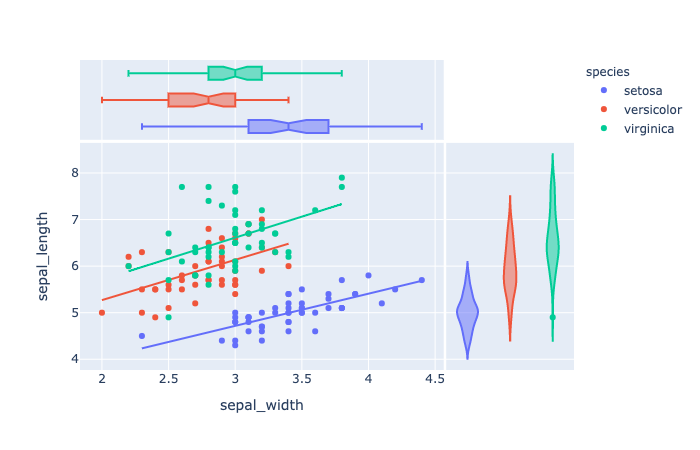 species
setosa
versicolor
virginica
8
7
6
5
4
sepal_length
2 2.5 3 3.5 4 4.5
sepal_width